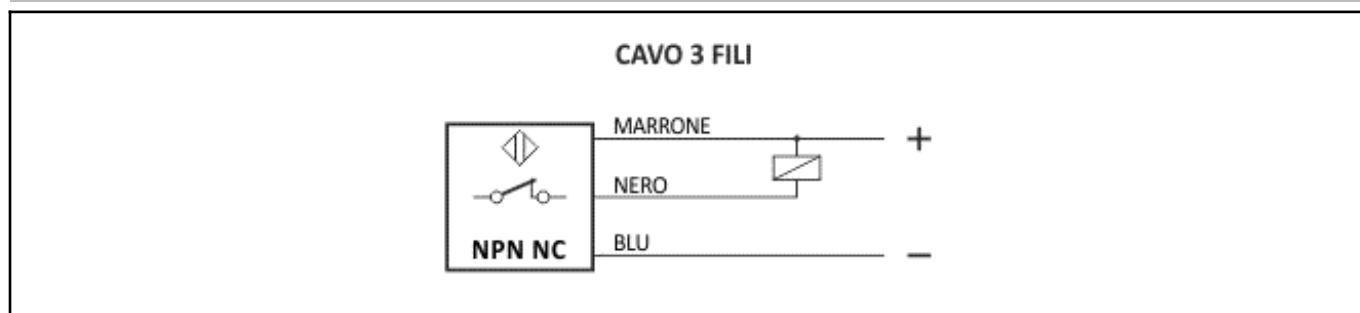 CAVO 3 FILI
MARRONE
+
NERO
NPN NC
BLU
−